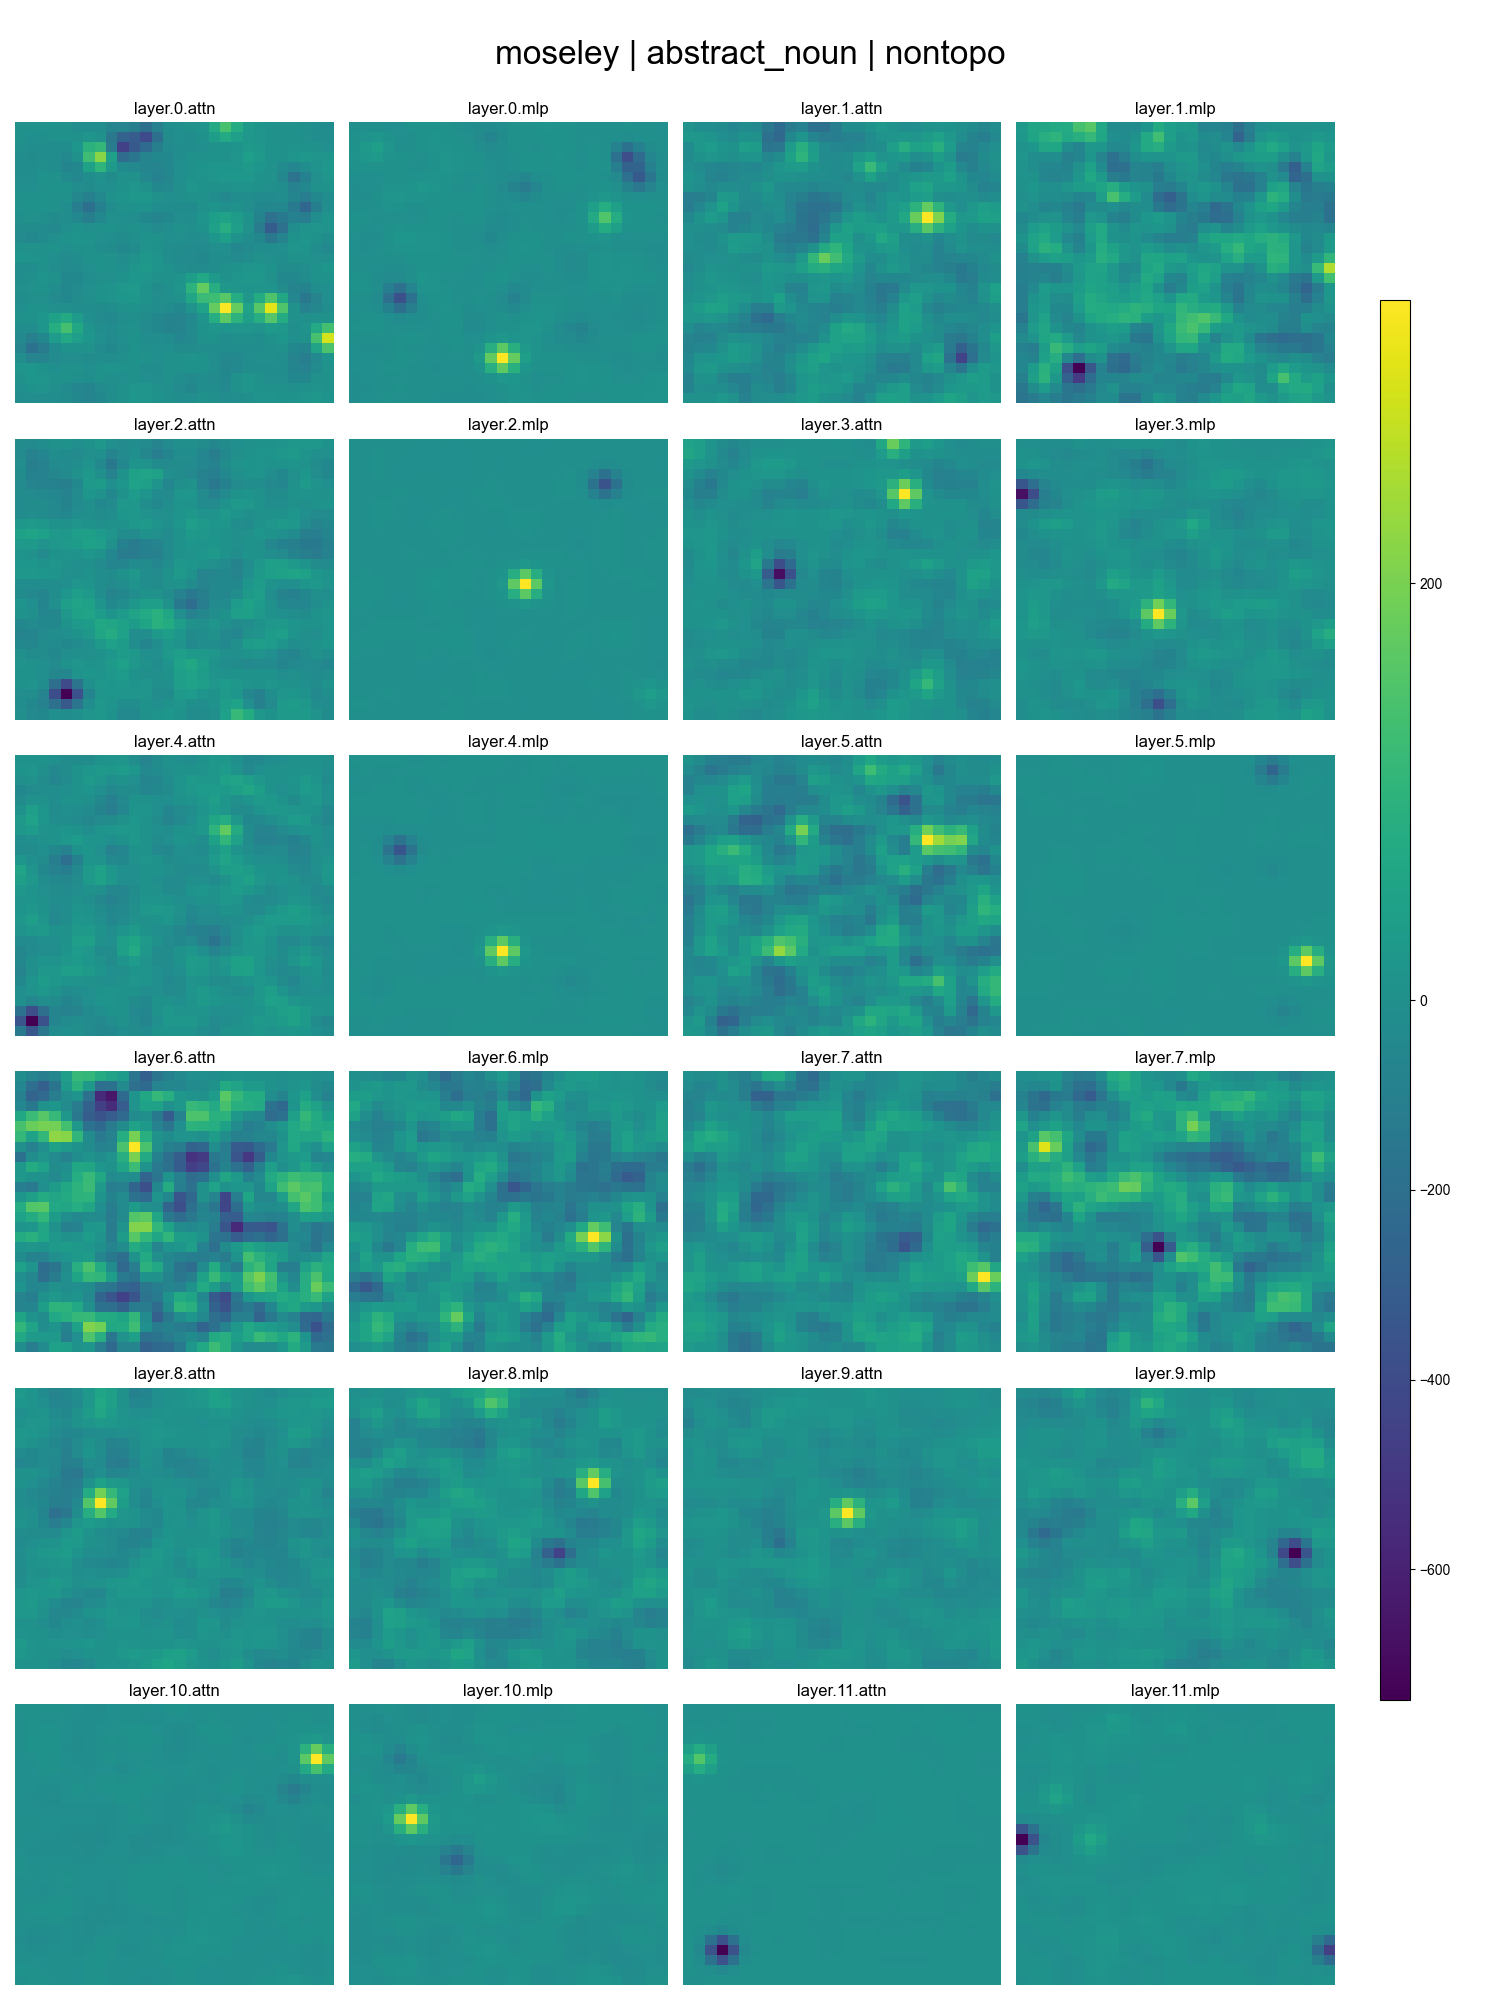 moseley | abstract_noun | nontopo
layer.0.attn layer.0.mlp layer.1.attn layer.1.mlp
layer.2.attn layer.2.mlp layer.3.attn layer.3.mlp
200
layer.4.attn layer.4.mlp layer.5.attn layer.5.mlp
0
layer.6.attn layer.6.mlp layer.7.attn layer.7.mlp
−200
layer.8.attn layer.8.mlp layer.9.attn layer.9.mlp
−400
−600
layer.10.attn layer.10.mlp layer.11.attn layer.11.mlp